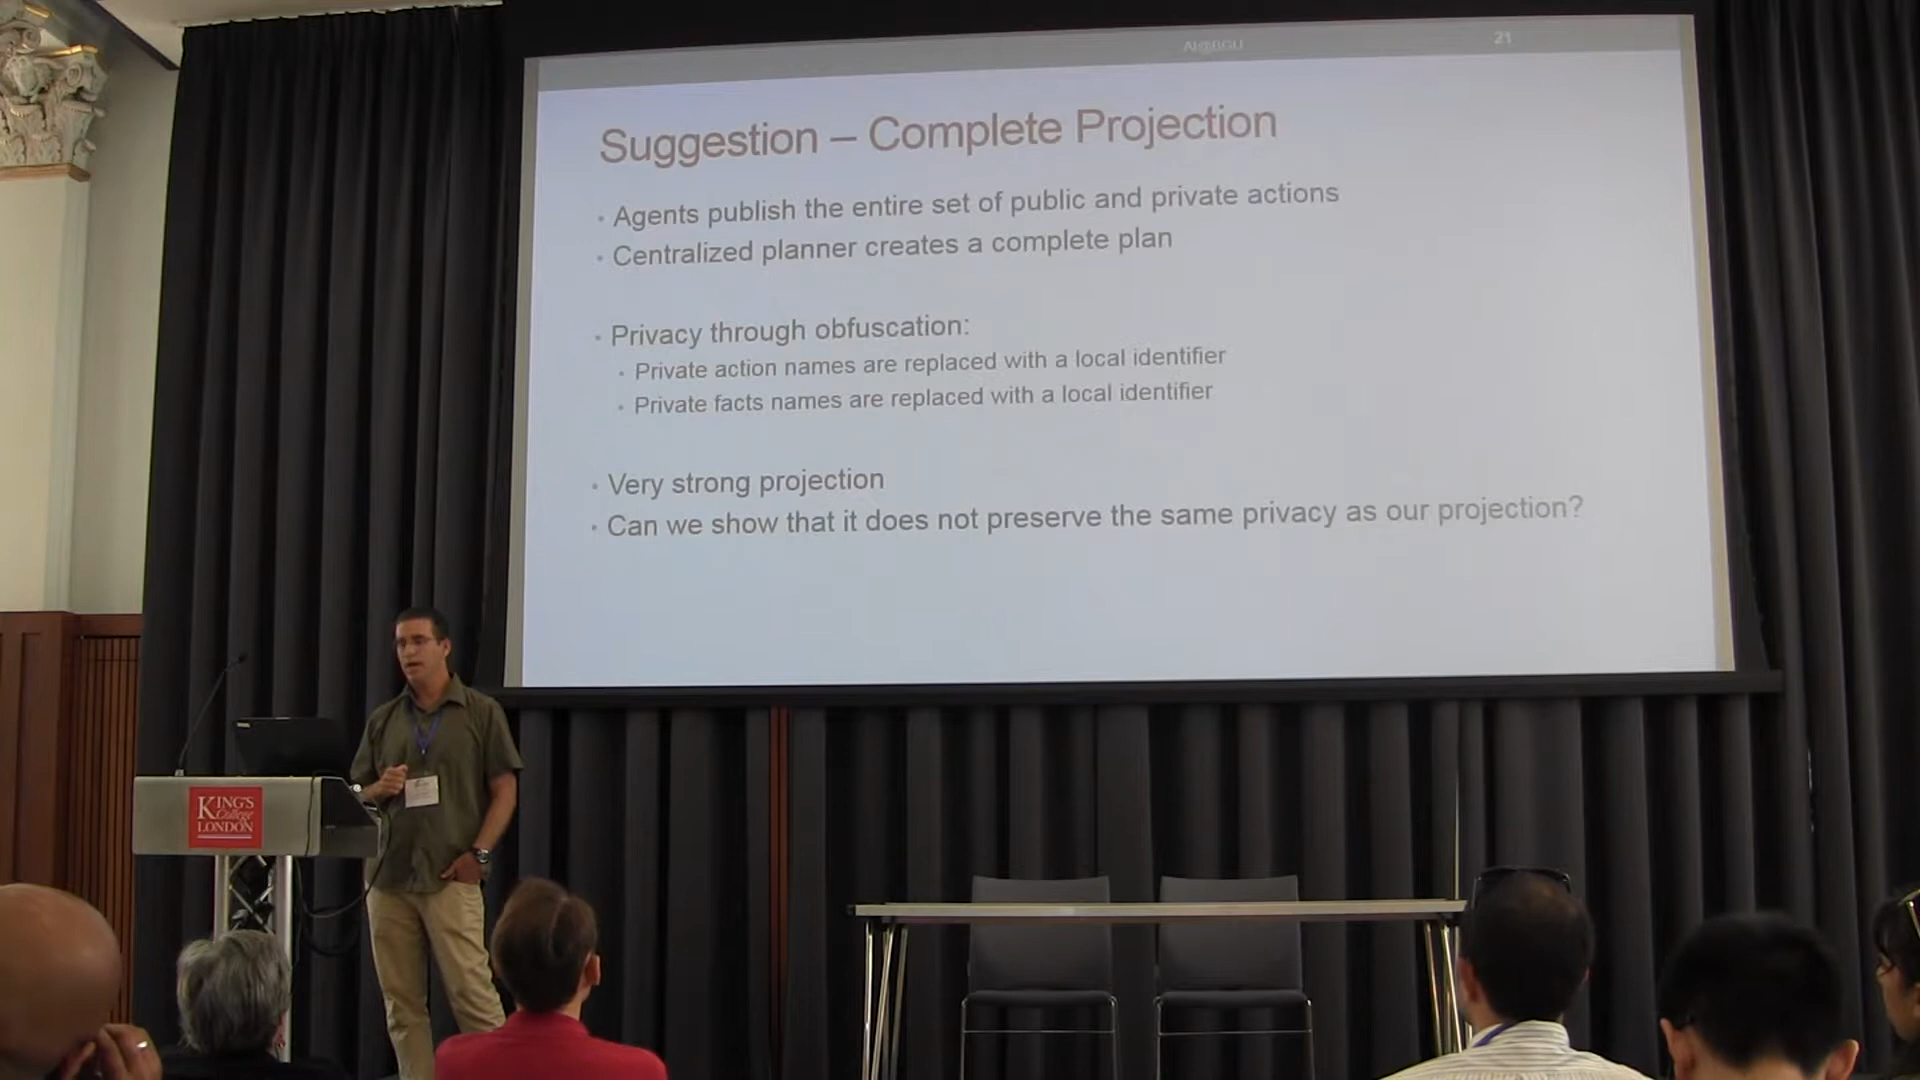 AI@BGU
21
Suggestion – Complete Projection
• Agents publish the entire set of public and private actions
• Centralized planner creates a complete plan
• Privacy through obfuscation:
• Private action names are replaced with a local identifier
• Private facts names are replaced with a local identifier
• Very strong projection
• Can we show that it does not preserve the same privacy as our projection?
KING'S
College
LONDON